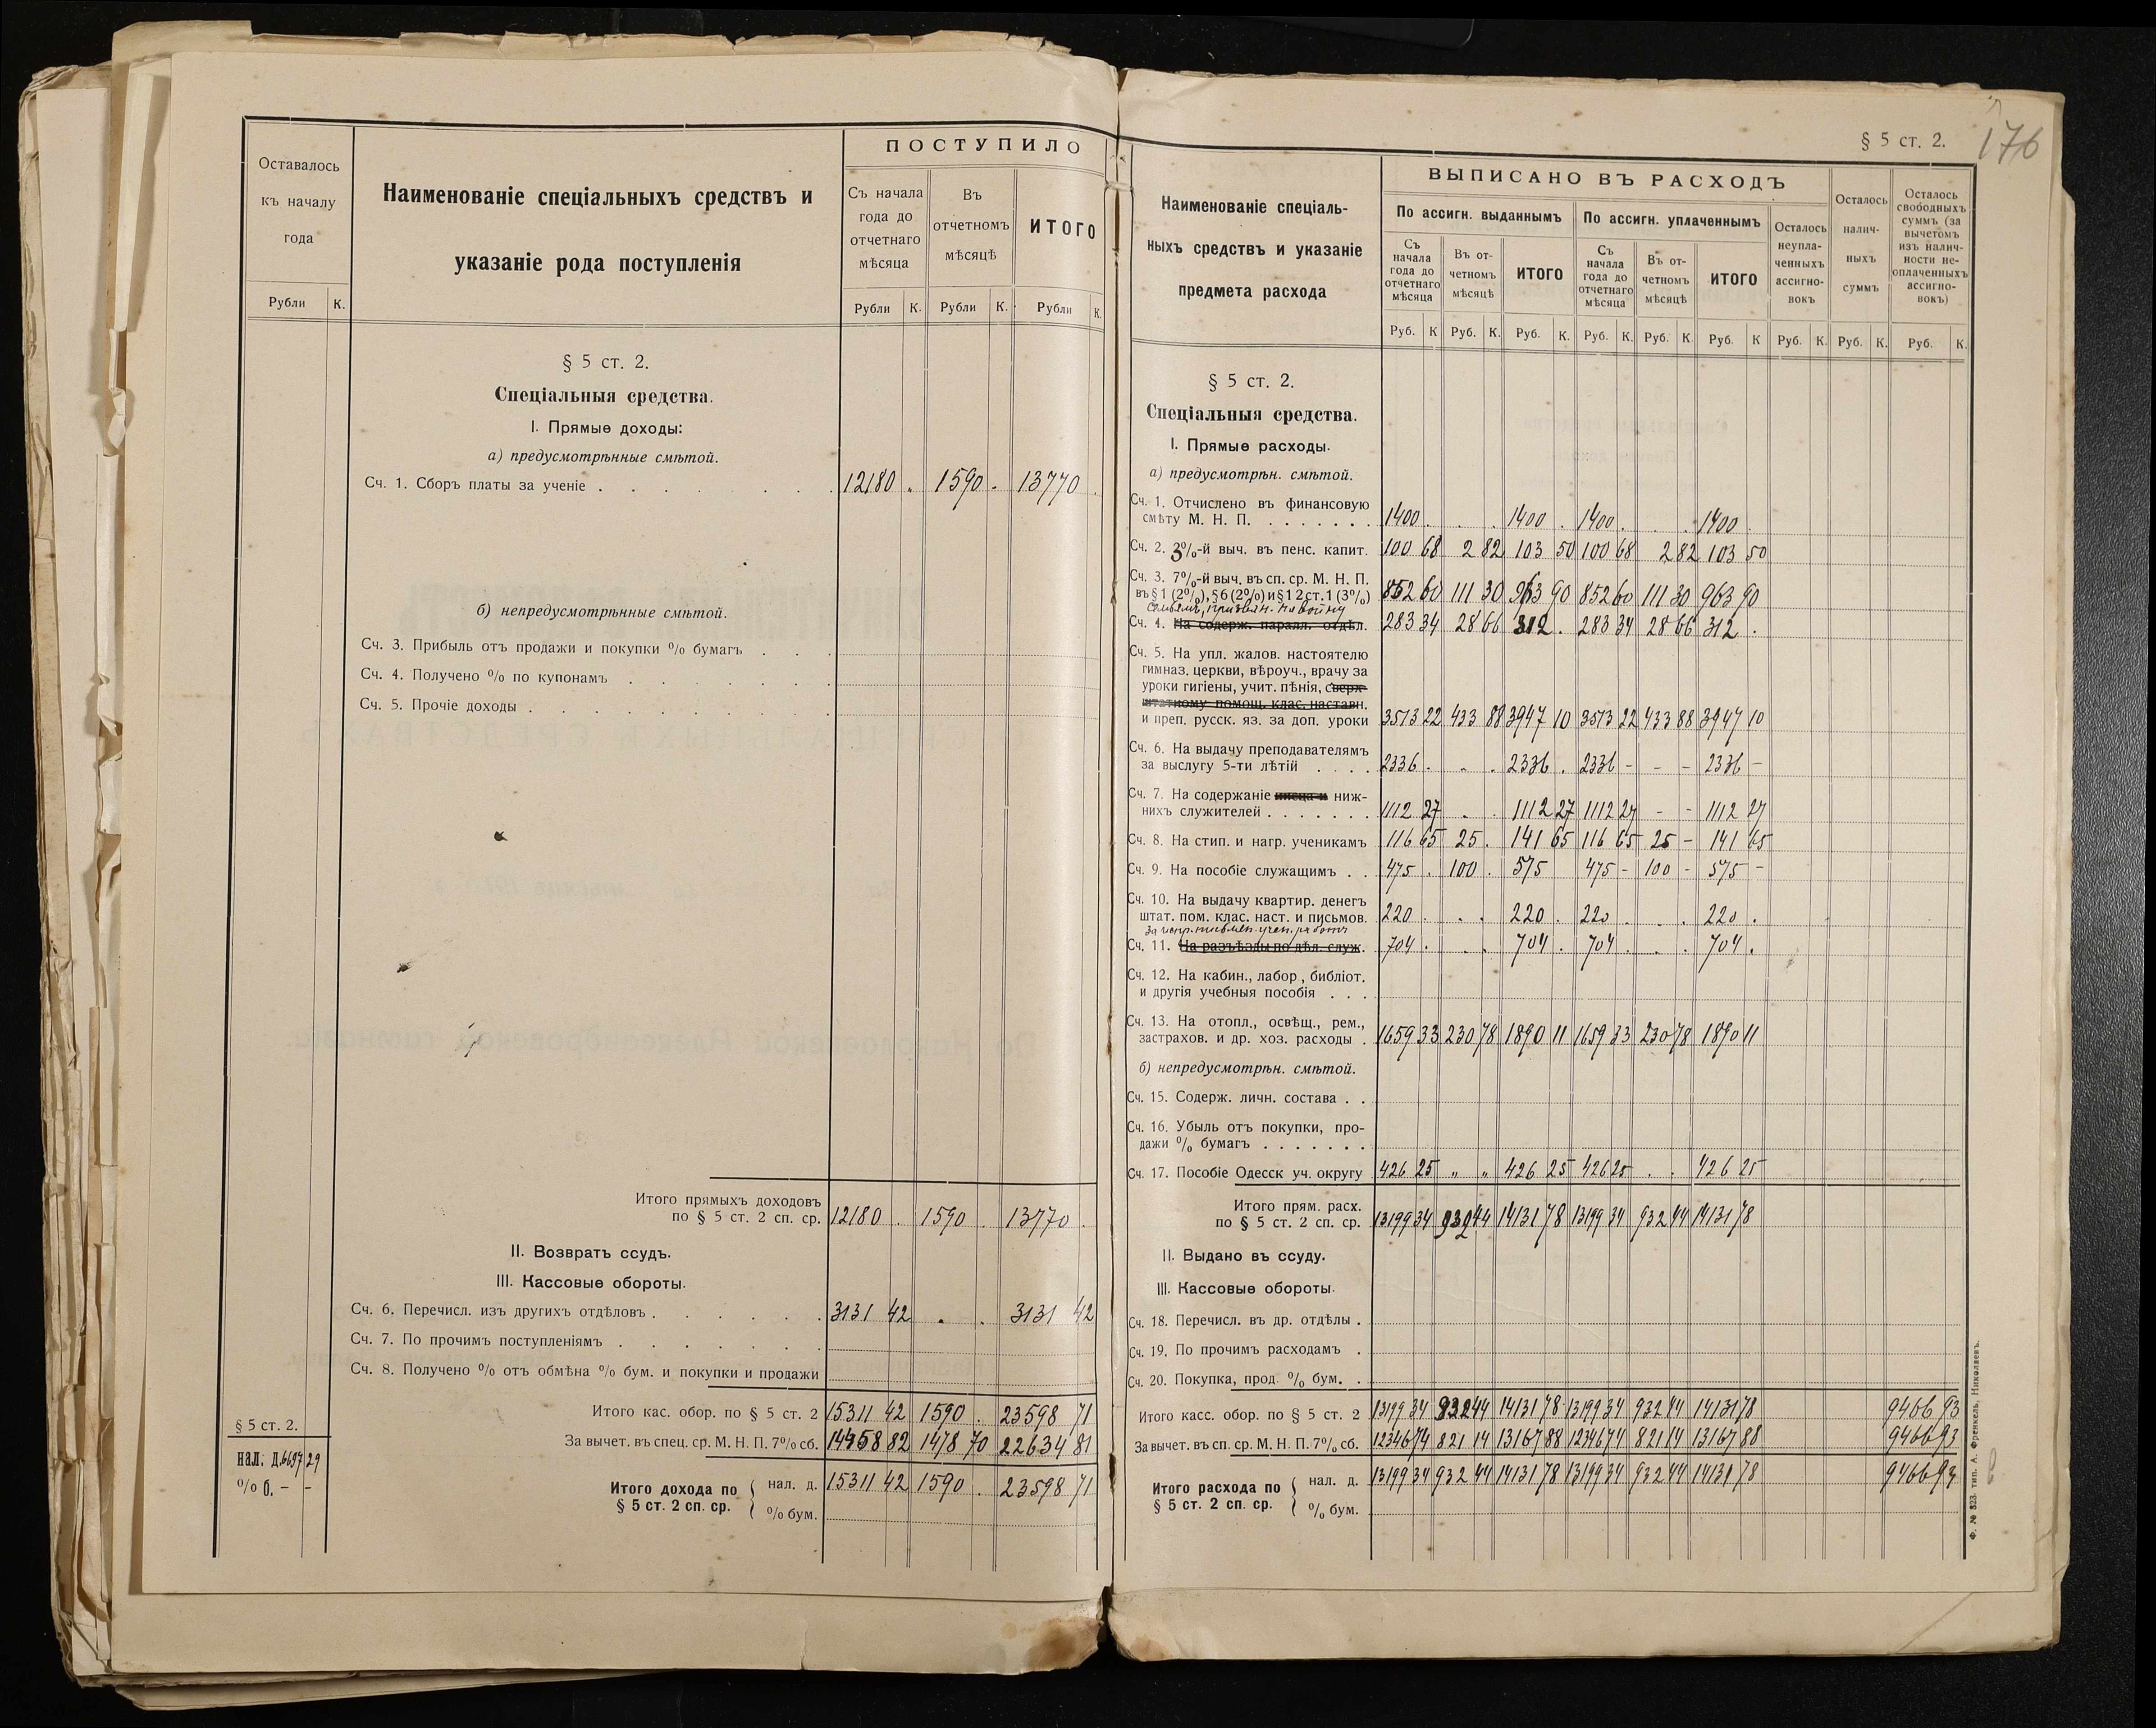 Оставалось
къ началу
года
Рубли К.
Наименованіе спеціальныхъ средствъ и
указаніе рода поступленія
ПОСТУПИЛО
Съ начала
года до
отчетнаго
мѣсяца
Въ
отчетномъ
мѣсяцѣ
ИТОГО
Рубли К. Рубли К. Рубли К.
§ 5 ст. 2.
Спеціальныя средства.
I. Прямые доходы:
а) предусмотрѣнные смѣтой.
Сч. 1. Сборъ платы за ученіе . 12180 . 1590 . 13770 .
б) непредусмотрѣнные смѣтой.
Сч. 3. Прибыль отъ продажи и покупки % бумагъ
Сч. 4. Получено % по купонамъ
Сч. 5. Прочіе доходы
Итого прямыхъ доходовъ
по § 5 ст. 2 сп. ср. 12180 . 1590 . 13770 .
II. Возвратъ ссудъ.
III. Кассовые обороты.
Сч. 6. Перечисл. изъ другихъ отдѣловъ . 3131 42 . . 3131 42
Сч. 7. По прочимъ поступленіямъ
Сч. 8. Получено % отъ обмѣна % бум. и покупки и продажи
Итого кас. обор. по § 5 ст. 2 15311 42 1590 . 23598 71
За вычет. въ спец. ср. М. Н. П. 7% сб. 14458 82 1478 70 22634 81
§ 5 ст. 2.
нал. д. 6697 29
% б. - -
Итого дохода по
§ 5 ст. 2 сп. ср.
нал. д. 15311 42 1590 . 23598 71
% бум.
§ 5 ст. 2.
176
Наименованіе спеціаль-
ныхъ средствъ и указаніе
предмета расхода
ВЫПИСАНО ВЪ РАСХОДЪ
По ассигн. выданнымъ
По ассигн. уплаченнымъ
Съ
начала
года до
отчетнаго
мѣсяца
Въ от-
четномъ
мѣсяцѣ
ИТОГО
Съ
начала
года до
отчетнаго
мѣсяца
Въ от-
четномъ
мѣсяцѣ
ИТОГО
Осталось
неупла-
ченныхъ
ассигно-
вокъ
Осталось
налич-
ныхъ
суммъ
Осталось
свободныхъ
суммъ (за
вычетомъ
изъ налич-
ности не-
оплаченныхъ
ассигно-
вокъ)
Руб. К Руб. К. Руб. К. Руб. К. Руб. К Руб. К Руб. К. Руб. К. Руб. К.
§ 5 ст. 2.
Спеціальныя средства.
I. Прямые расходы.
а) предусмотрѣн. смѣтой.
Сч. 1. Отчислено въ финансовую
смѣту М. Н. П. 1400 . . . 1400 . 1400 . . . 1400 .
Сч. 2. 3%-й выч. въ пенс. капит. 100 68 2 82 103 50 100 68 2 82 103 50
Сч. 3. 7%-й выч. въ сп. ср. М. Н. П.
въ § 1 (2%), § 6 (2%) и § 12 ст. 1 (3%) 852 60 111 30 963 90 852 60 111 30 963 90
семьямъ, призван. на войну
Сч. 4. На содерж. паралл. отдѣл. 283 34 28 66 312 . 283 34 28 66 312 .
Сч. 5. На упл. жалов. настоятелю
гимназ. церкви, вѣроуч., врачу за
уроки гигіены, учит. пѣнія, сверх-
штатному помощ. клас. наставн.
и преп. русск. яз. за доп. уроки 3513 22 433 88 3947 10 3513 22 433 88 3947 10
Сч. 6. На выдачу преподавателямъ
за выслугу 5-ти лѣтій 2336 . . . 2336 . 2336 - - - 2336 -
Сч. 7. На содержаніе писца и ниж-
нихъ служителей 1112 27 . . 1112 27 1112 27 - - 1112 27
Сч. 8. На стип. и нагр. ученикамъ 116 65 25 . 141 65 116 65 25 - 141 65
Сч. 9. На пособіе служащимъ 475 . 100 . 575 475 - 100 - 575 -
Сч. 10. На выдачу квартир. денегъ
штат. пом. клас. наст. и письмов. 220 . . . 220 . 220 . . . 220 .
за испр. письмен. учен. работъ
Сч. 11. На разъѣзды по дѣл. служ. 704 . . . 704 . 704 . . . 704 .
Сч. 12. На кабин., лабор., библіот.
и другія учебныя пособія
Сч. 13. На отопл., освѣщ., рем.,
застрахов. и др. хоз. расходы 1659 33 230 78 1890 11 1659 33 230 78 1890 11
б) непредусмотрѣн. смѣтой.
Сч. 15. Содерж. личн. состава
Сч. 16. Убыль отъ покупки, про-
дажи % бумагъ
Сч. 17. Пособіе Одесск уч. округу 426 25 " " 426 25 426 25 . . 426 25
Итого прям. расх.
по § 5 ст. 2 сп. ср. 13199 34 932 44 14131 78 13199 34 932 44 14131 78
II. Выдано въ ссуду.
III. Кассовые обороты.
Сч. 18. Перечисл. въ др. отдѣлы .
Сч. 19. По прочимъ расходамъ .
Сч. 20. Покупка, прод. % бум. .
Итого касс. обор. по § 5 ст. 2 13199 34 932 44 14131 78 13199 34 932 44 14131 78 9466 93
За вычет. въ сп. ср. М. Н. П. 7% сб. 12346 74 821 14 13167 88 12346 74 821 14 13167 88 9466 93
Итого расхода по
§ 5 ст. 2 сп. ср.
нал. д. 13199 34 932 44 14131 78 13199 34 932 44 14131 78 9466 93
% бум.
Ф. № 823. тип. А. Френкель, Николаевъ.